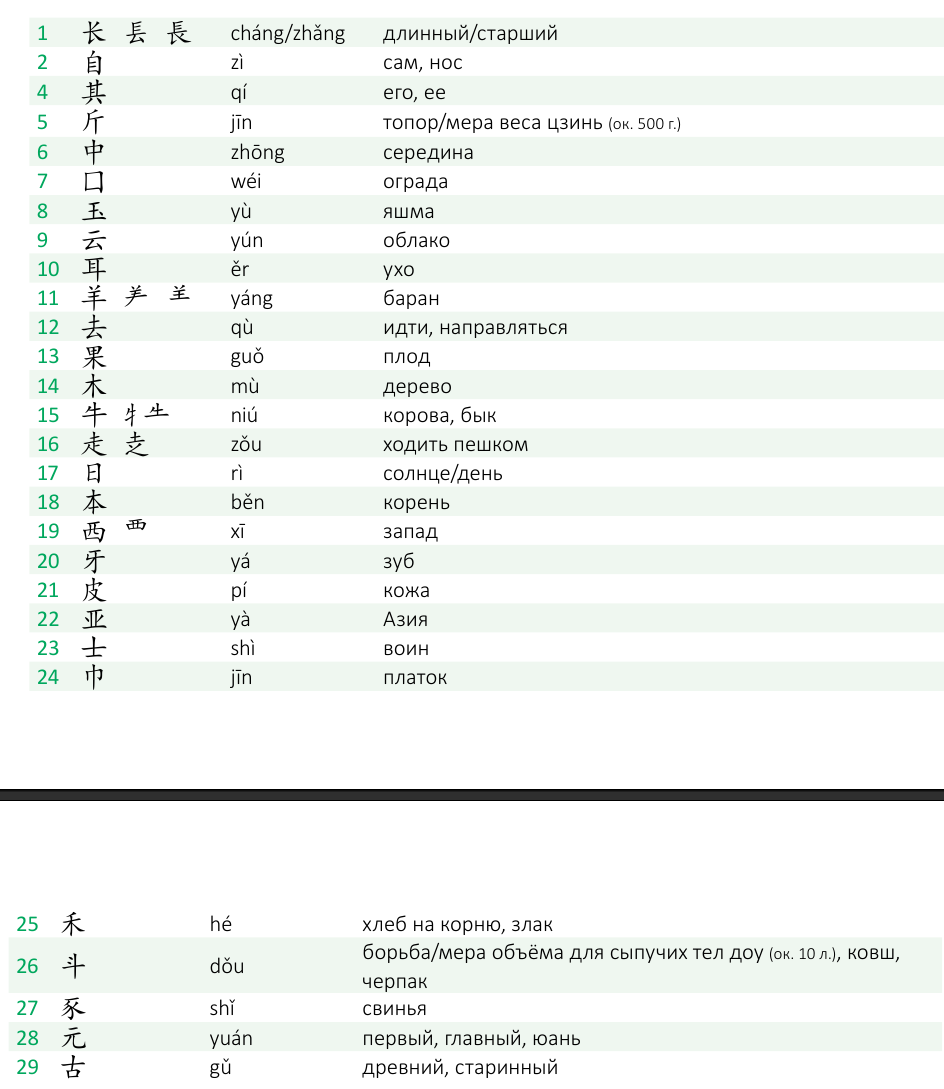 1 长 镸 長 cháng/zhǎng длинный/старший
2 自 zì сам, нос
4 其 qí его, ее
5 斤 jīn топор/мера веса цзинь (ок. 500 г.)
6 中 zhōng середина
7 囗 wéi ограда
8 玉 yù яшма
9 云 yún облако
10 耳 ěr ухо
11 羊 ⺶ ⺷ yáng баран
12 去 qù идти, направляться
13 果 guǒ плод
14 木 mù дерево
15 牛 牜 niú корова, бык
16 走 zǒu ходить пешком
17 日 rì солнце/день
18 本 běn корень
19 西 覀 xī запад
20 牙 yá зуб
21 皮 pí кожа
22 亚 yà Азия
23 士 shì воин
24 巾 jīn платок
25 禾 hé хлеб на корню, злак
26 斗 dǒu борьба/мера объёма для сыпучих тел доу (ок. 10 л.), ковш,
черпак
27 豕 shǐ свинья
28 元 yuán первый, главный, юань
29 古 gǔ древний, старинный